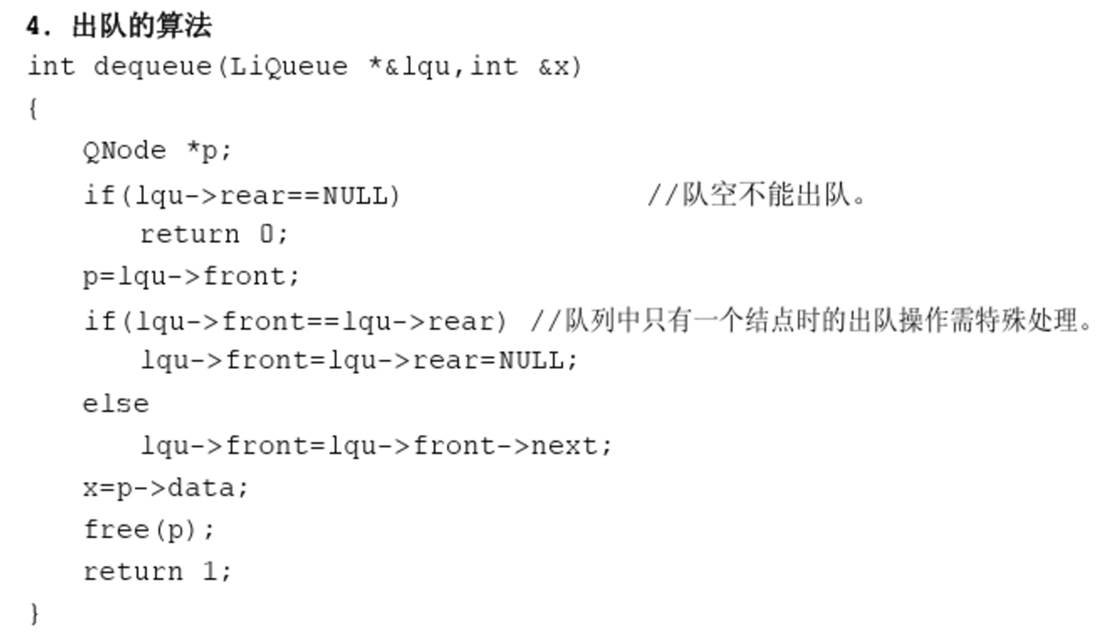 4. 出队的算法
int dequeue(LiQueue *&lqu,int &x)
{
    QNode *p;
    if(lqu->rear==NULL)                //队空不能出队。
        return 0;
    p=lqu->front;
    if(lqu->front==lqu->rear) //队列中只有一个结点时的出队操作需特殊处理。
        lqu->front=lqu->rear=NULL;
    else
        lqu->front=lqu->front->next;
    x=p->data;
    free(p);
    return 1;
}